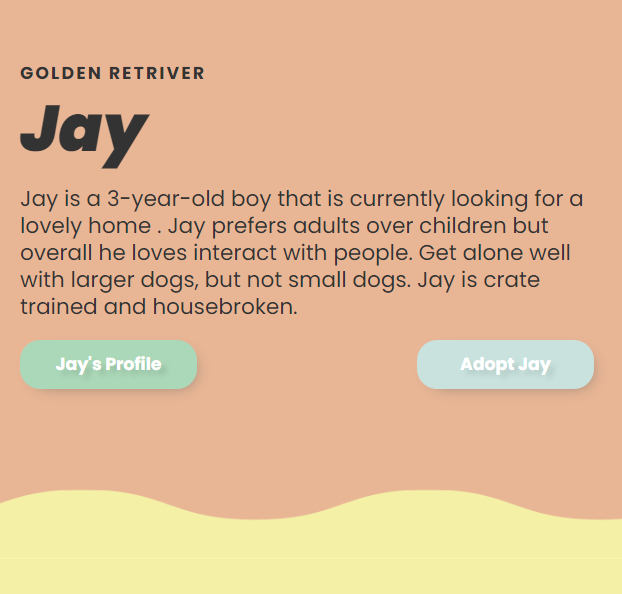 GOLDEN RETRIVER
Jay
Jay is a 3-year-old boy that is currently looking for a
lovely home . Jay prefers adults over children but
overall he loves interact with people. Get alone well
with larger dogs, but not small dogs. Jay is crate
trained and housebroken.
Jay's Profile
Adopt Jay